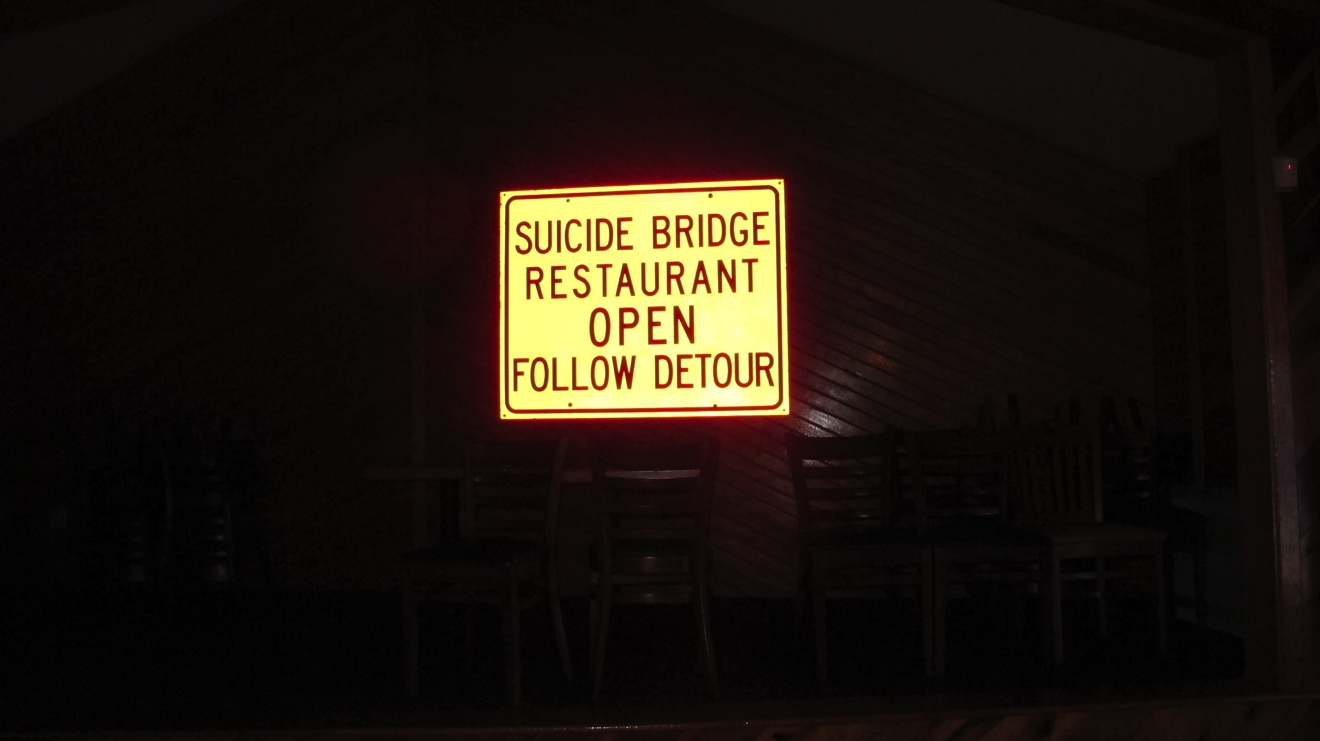 SUICIDE BRIDGE
RESTAURANT
OPEN
FOLLOW DETOUR